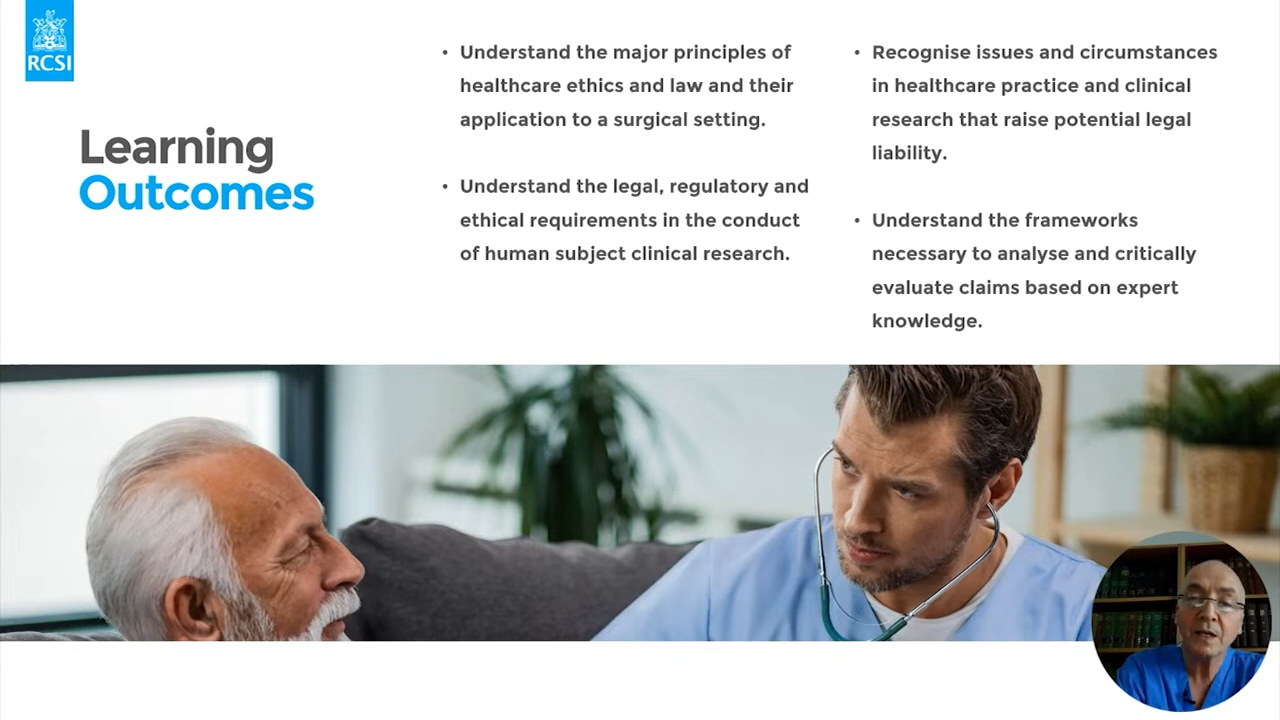 RCSI
Learning
Outcomes
• Understand the major principles of
healthcare ethics and law and their
application to a surgical setting.
• Understand the legal, regulatory and
ethical requirements in the conduct
of human subject clinical research.
• Recognise issues and circumstances
in healthcare practice and clinical
research that raise potential legal
liability.
• Understand the frameworks
necessary to analyse and critically
evaluate claims based on expert
knowledge.